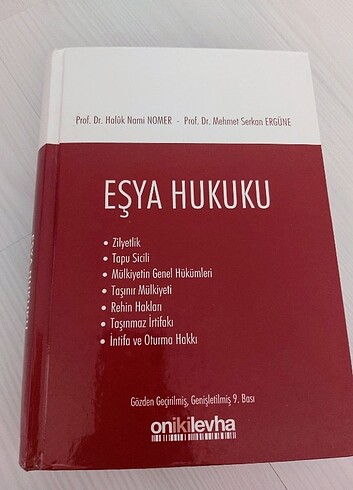 Prof. Dr. Halûk Nami NOMER - Prof. Dr. Mehmet Serkan ERGÜNE
EŞYA HUKUKU
• Zilyetlik
• Tapu Sicili
• Mülkiyetin Genel Hükümleri
• Taşınır Mülkiyeti
• Rehin Hakları
• Taşınmaz İrtifakı
• İntifa ve Oturma Hakkı
Gözden Geçirilmiş, Genişletilmiş 9. Bası
onikilevha